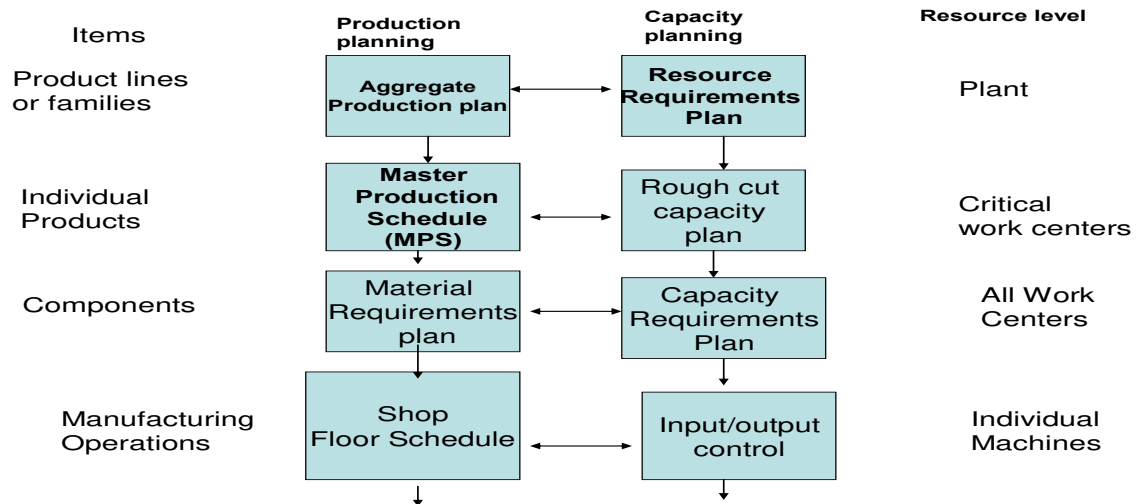 Items
Production
planning
Capacity
planning
Resource level
Product lines
or families
Aggregate
Production plan
Resource
Requirements
Plan
Plant
Individual
Products
Master
Production
Schedule
(MPS)
Rough cut
capacity
plan
Critical
work centers
Components
Material
Requirements
plan
Capacity
Requirements
Plan
All Work
Centers
Manufacturing
Operations
Shop
Floor Schedule
Input/output
control
Individual
Machines